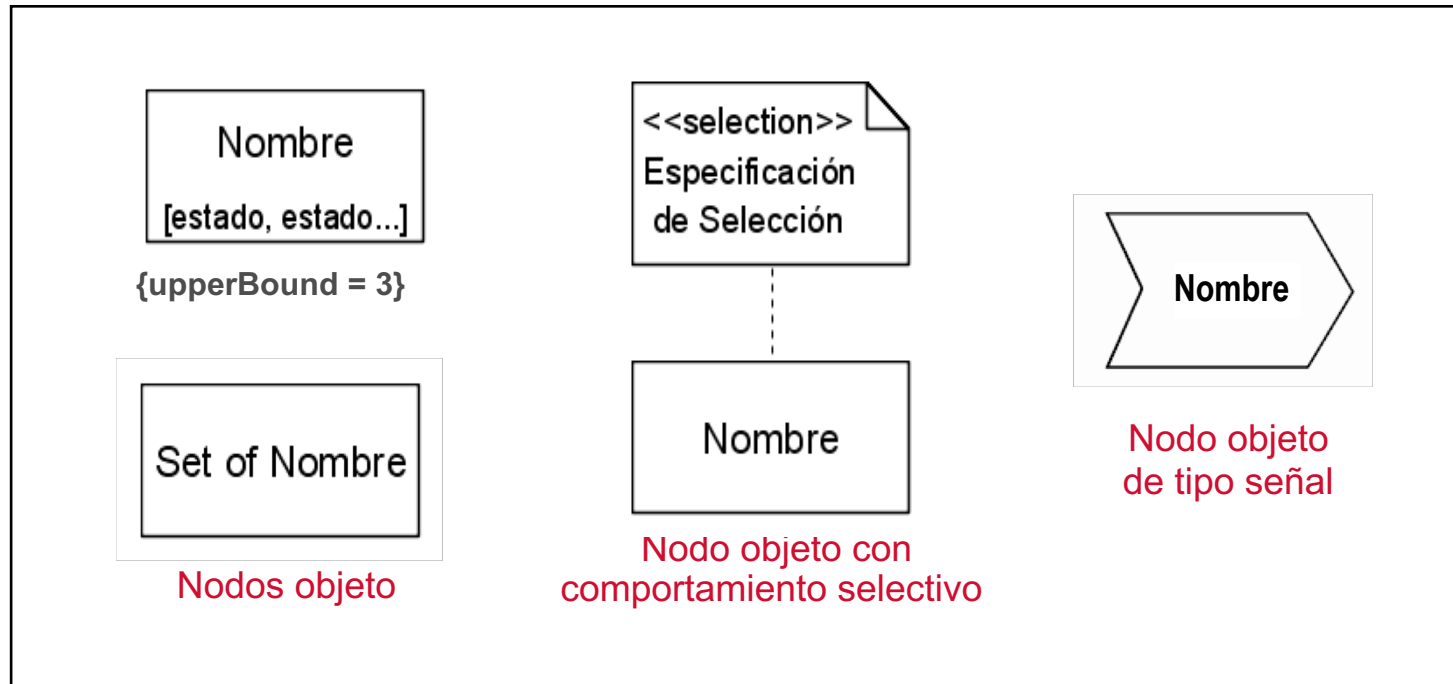 Nombre
[estado, estado...]
{upperBound = 3}
Set of Nombre
Nodos objeto
<<selection>>
Especificación
de Selección
Nombre
Nodo objeto con
comportamiento selectivo
Nombre
Nodo objeto
de tipo señal